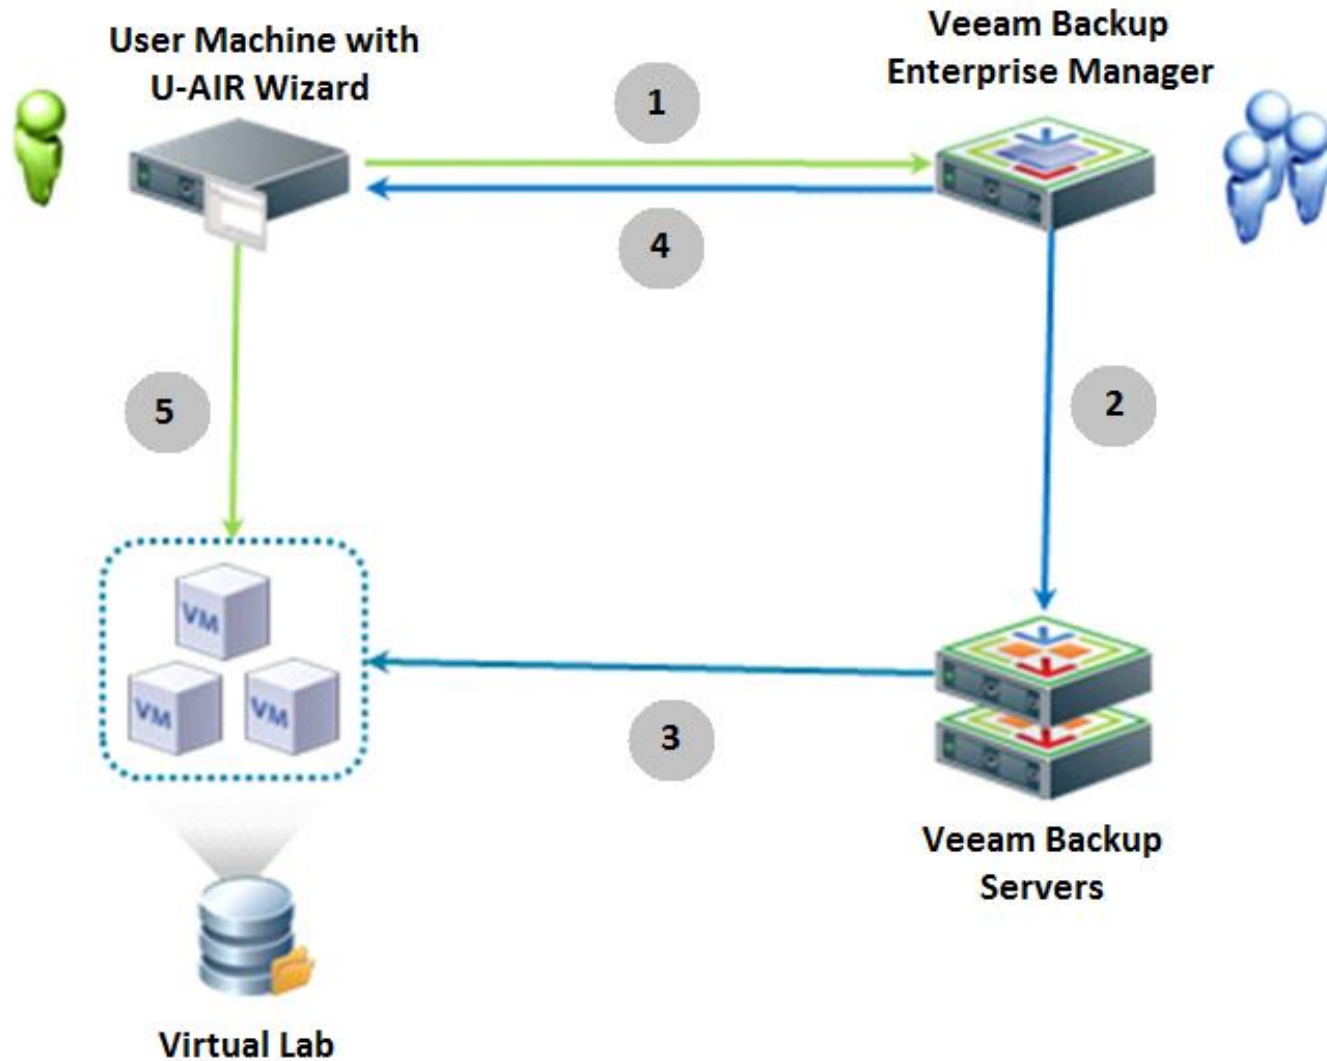 User Machine with
U-AIR Wizard
Veeam Backup
Enterprise Manager
1
4
5
2
VM
VM
VM
3
Veeam Backup
Servers
Virtual Lab